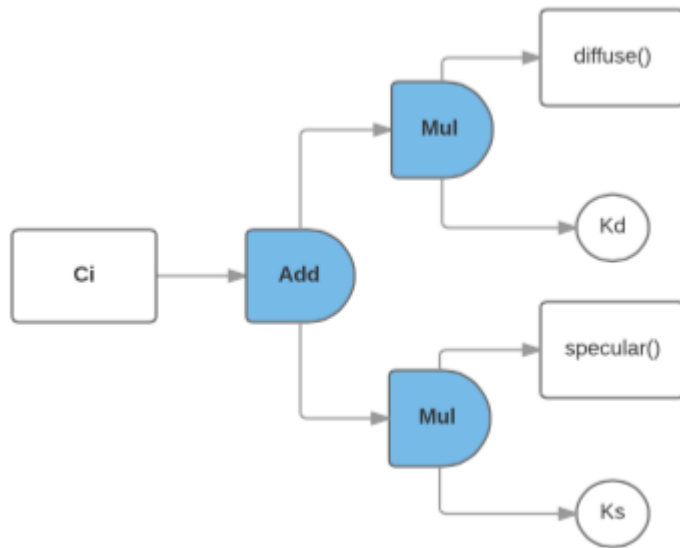 diffuse()
Mul
Kd
Ci
Add
specular()
Mul
Ks